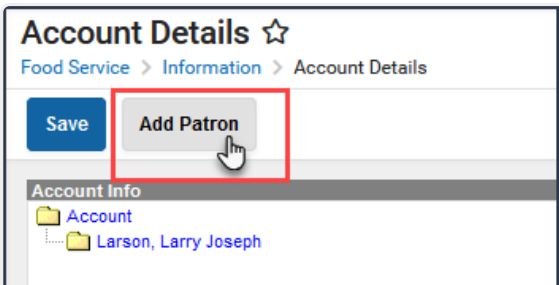 Account Details
Food Service > Information > Account Details
Save Add Patron
Account Info
Account
Larson, Larry Joseph